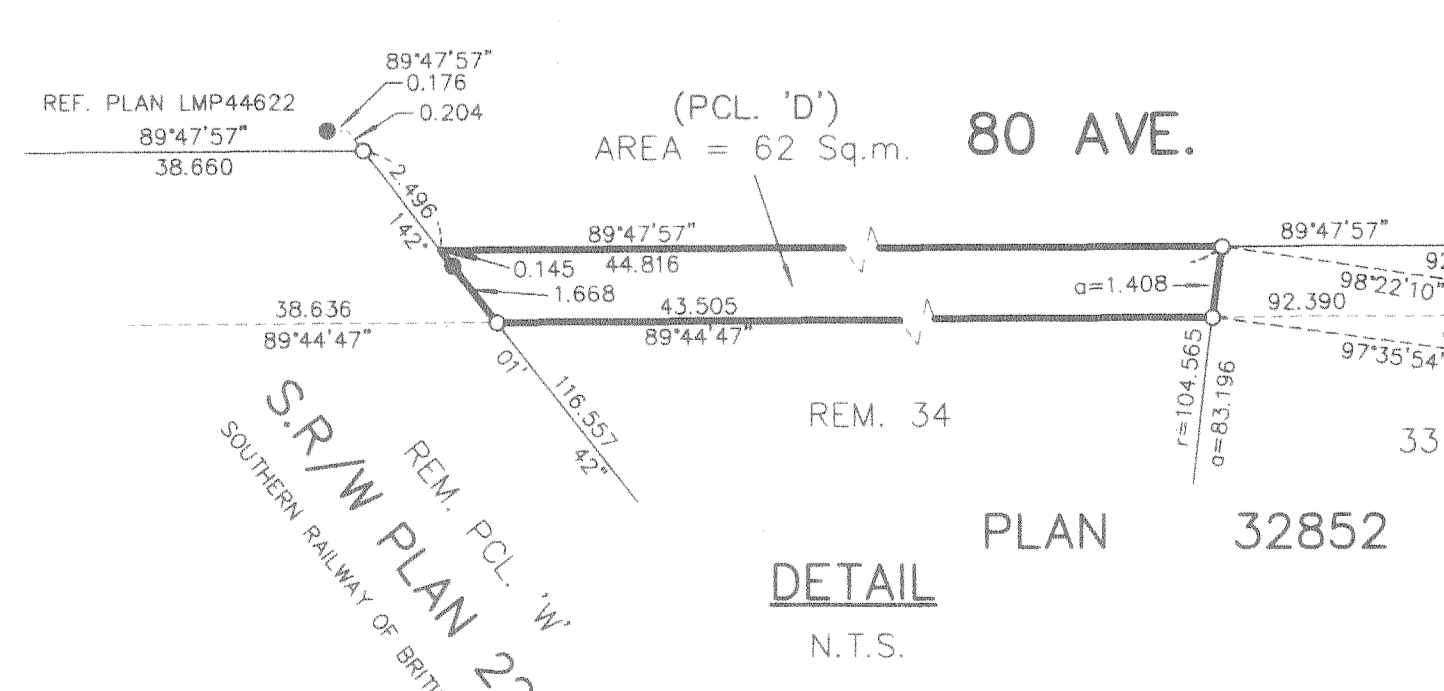 89°47'57"
0.176
REF. PLAN LMP44622
0.204
89°47'57"
38.660
(PCL. 'D')
AREA = 62 Sq.m.
80 AVE.
2.496
142°
89°47'57"
44.816
0.145
1.668
89°47'57"
98°22'10"
a=1.408
92.390
38.636
89°44'47"
43.505
89°44'47"
97°35'54'
01'
116.557
42"
r=104.565
a=83.196
REM. 34
33
S.R/W PLAN
REM. PCL. 'W'
SOUTHERN RAILWAY OF
PLAN 32852
DETAIL
N.T.S.